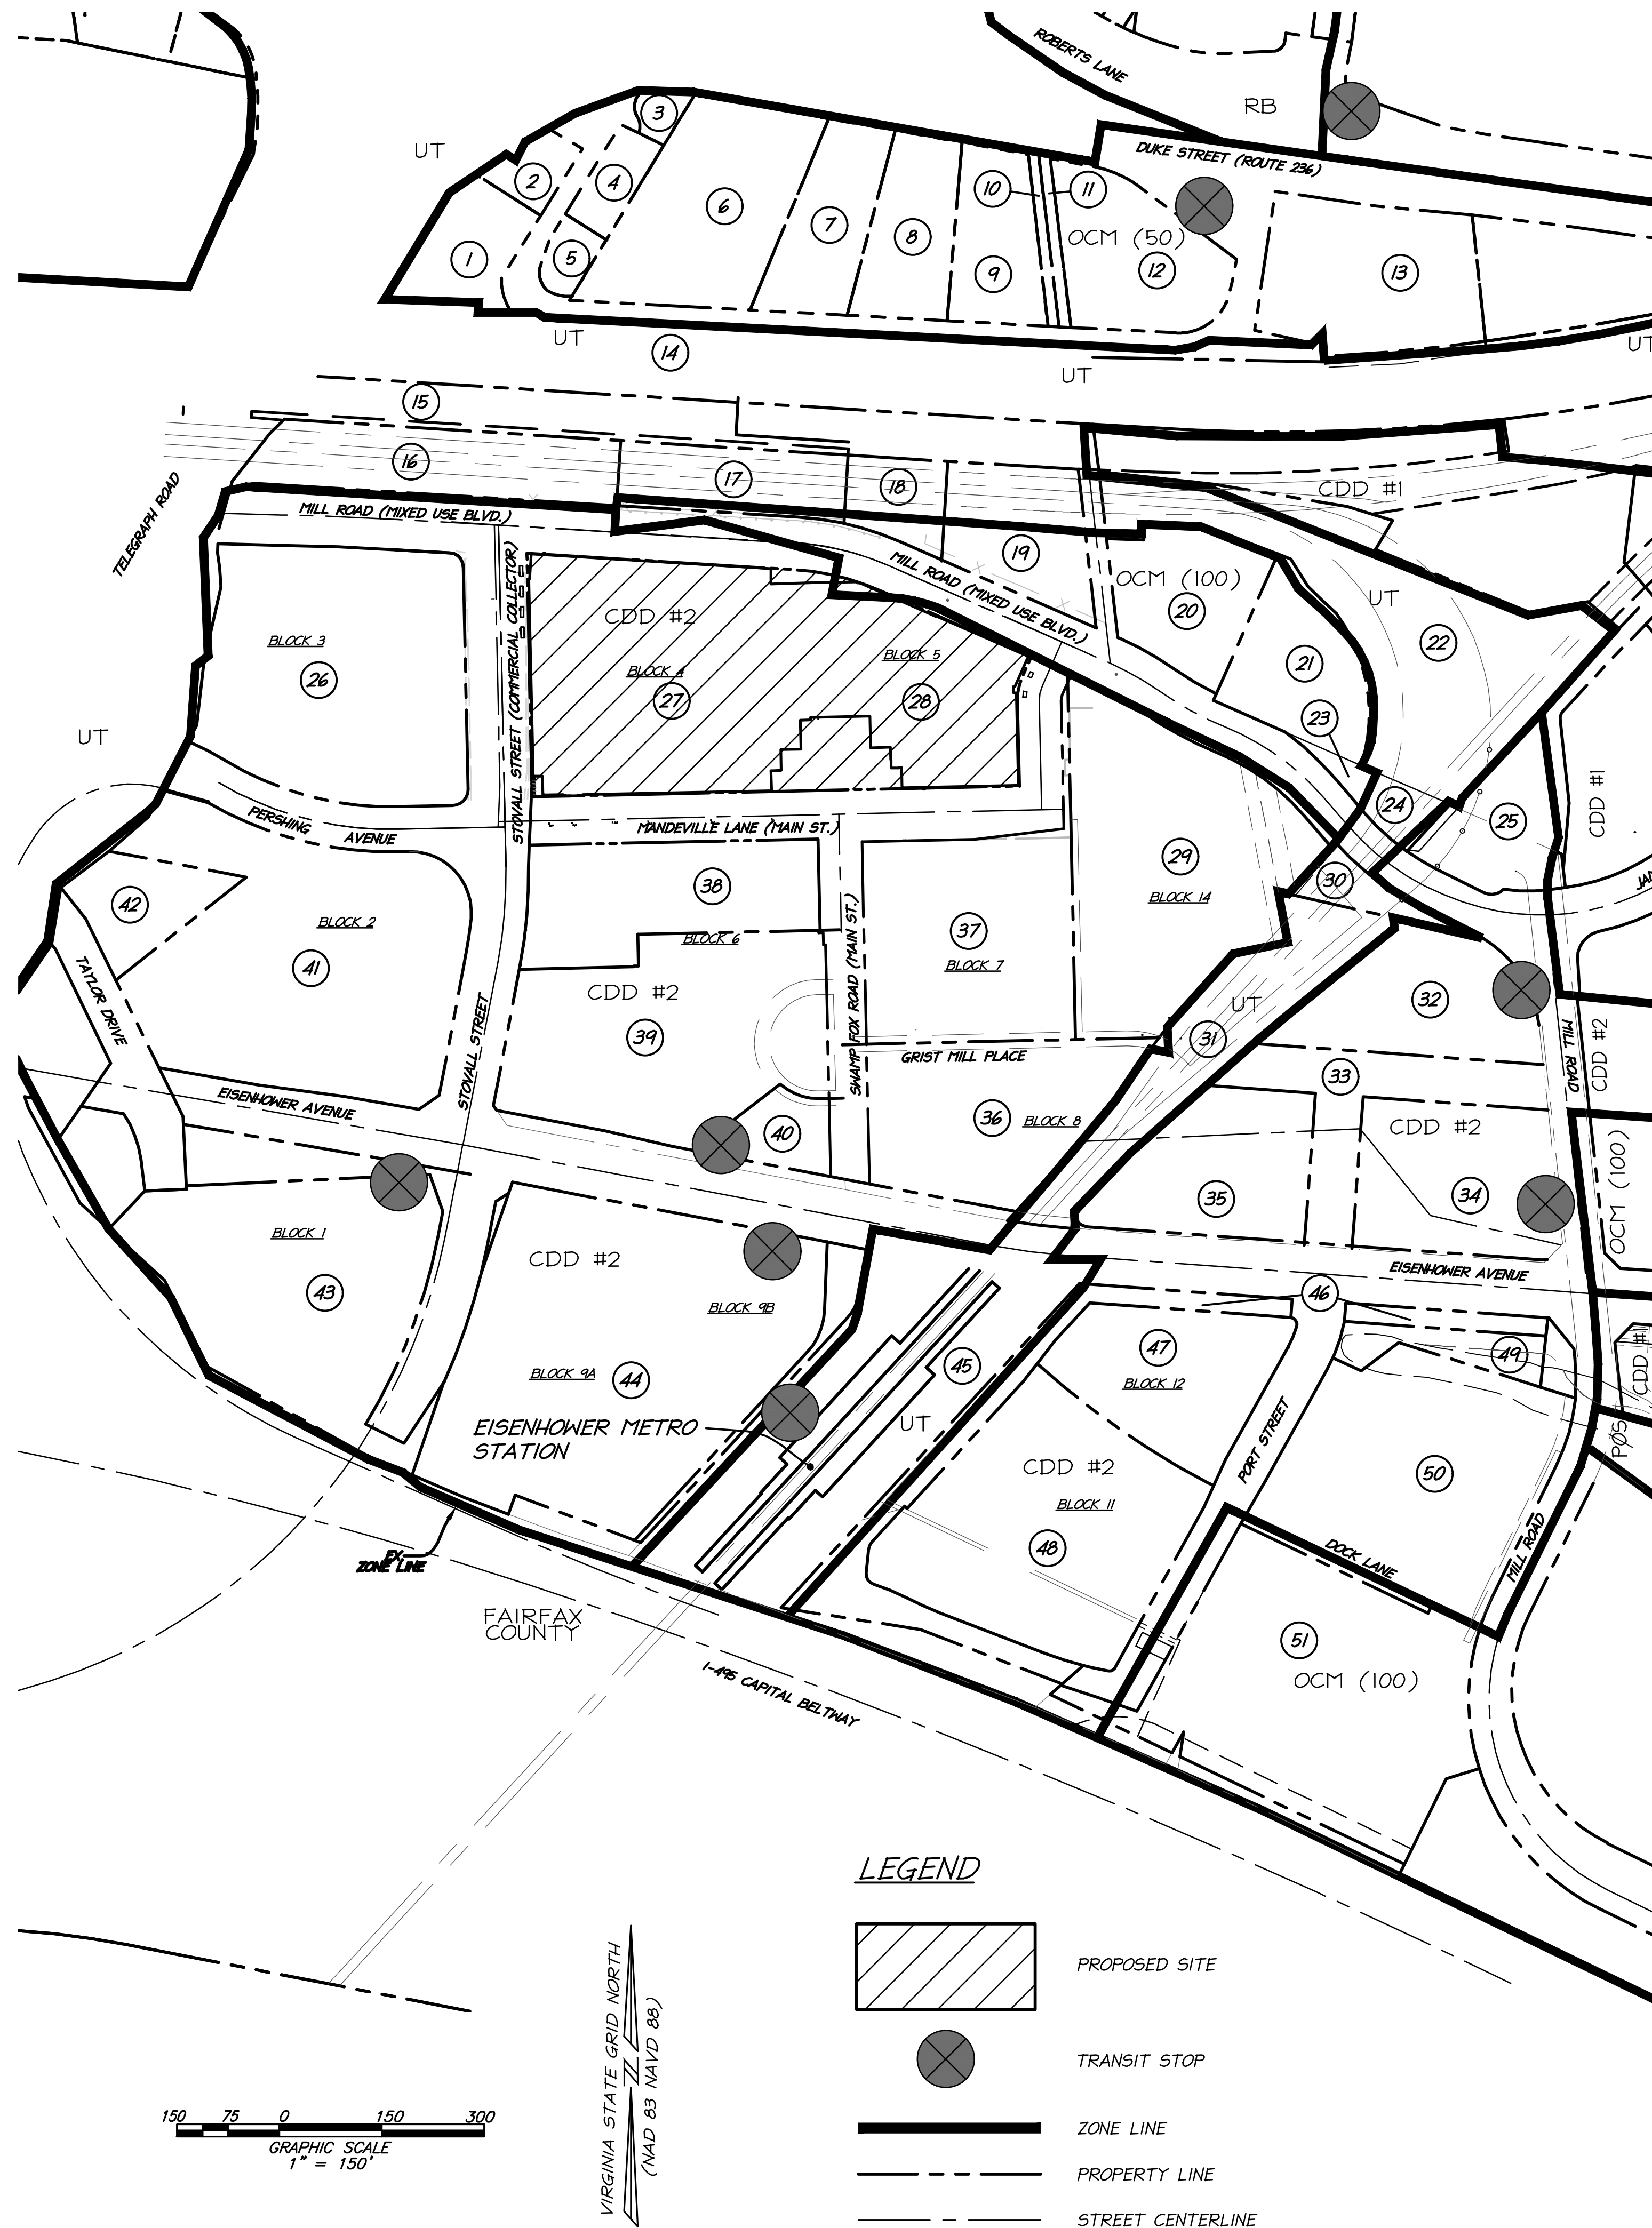 ROBERTS LANE
RB
3
UT
DUKE STREET (ROUTE 236)
2
4
10
11
6
7
8
OCM (50)
1
5
9
12
13
UT
14
UT
UT
15
16
17
18
CDD #1
TELEGRAPH ROAD
MILL ROAD (MIXED USE BLVD.)
19
MILL ROAD (MIXED USE BLVD.)
OCM (100)
20
UT
22
CDD #2
BLOCK 3
26
BLOCK 4
27
BLOCK 5
28
21
23
STOVALL STREET (COMMERCIAL COLLECTOR)
UT
24
25
CDD #1
PERSHING AVENUE
MANDEVILLE LANE (MAIN ST.)
29
BLOCK 14
30
38
42
BLOCK 2
BLOCK 6
37
BLOCK 7
41
TAYLOR DRIVE
CDD #2
SWAMP FOX ROAD (MAIN ST.)
32
UT
39
31
MILL ROAD
CDD #2
STOVALL STREET
GRIST MILL PLACE
33
EISENHOWER AVENUE
36
BLOCK 8
CDD #2
40
35
34
OCM (100)
BLOCK 1
43
CDD #2
EISENHOWER AVENUE
46
BLOCK 9B
47
BLOCK 12
49
CDD #1
BLOCK 9A
44
45
EISENHOWER METRO
STATION
UT
POS
PORT STREET
CDD #2
BLOCK 11
50
48
DOCK LANE
MILL ROAD
EX.
ZONE LINE
FAIRFAX
COUNTY
51
OCM (100)
I-495 CAPITAL BELTWAY
LEGEND
PROPOSED SITE
TRANSIT STOP
ZONE LINE
PROPERTY LINE
STREET CENTERLINE
VIRGINIA STATE GRID NORTH
N
(NAD 83 NAVD 88)
150 75 0 150 300
GRAPHIC SCALE
1" = 150'